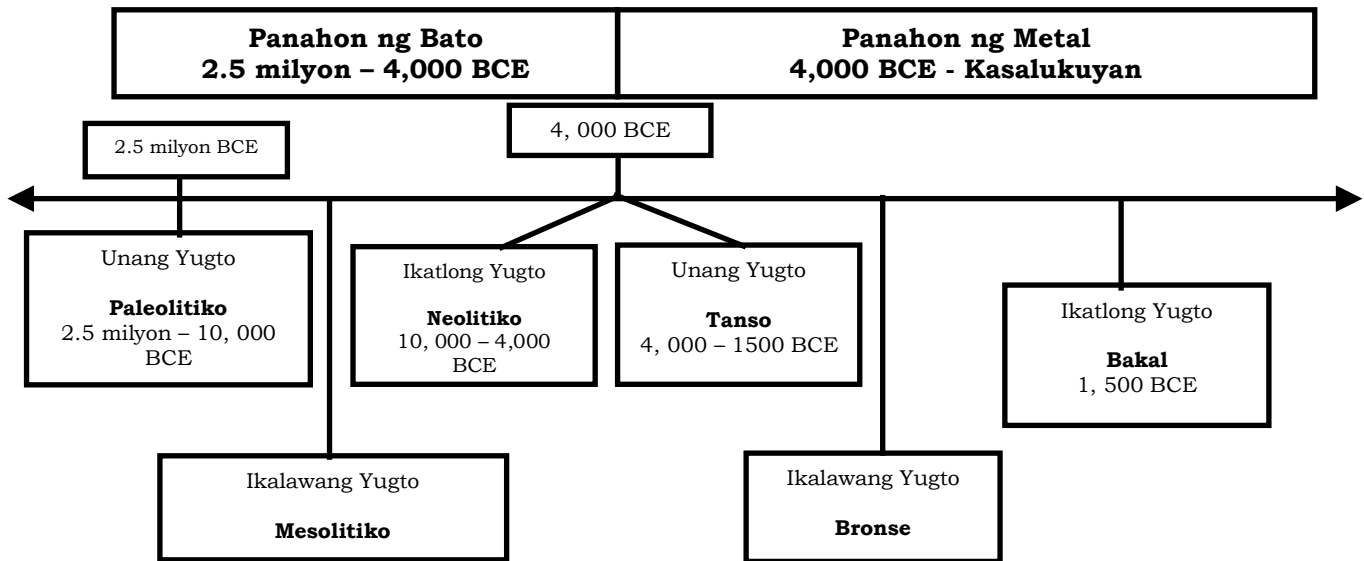 Panahon ng Bato
2.5 milyon – 4,000 BCE
Panahon ng Metal
4,000 BCE - Kasalukuyan
2.5 milyon BCE
4, 000 BCE
Unang Yugto
Paleolitiko
2.5 milyon – 10, 000
BCE
Ikatlong Yugto
Neolitiko
10, 000 – 4,000
BCE
Unang Yugto
Tanso
4, 000 – 1500 BCE
Ikatlong Yugto
Bakal
1, 500 BCE
Ikalawang Yugto
Mesolitiko
Ikalawang Yugto
Bronse